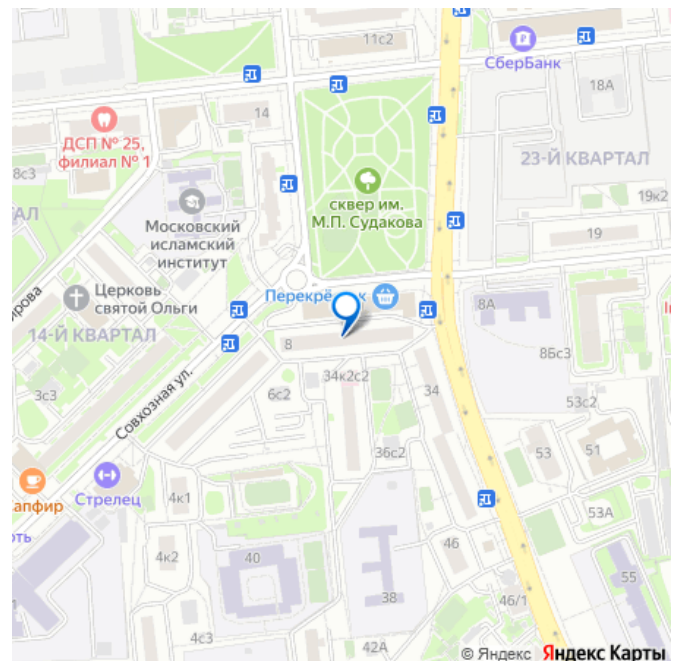 11с2
СберБанк
18А
14
ДСП № 25,
филиал № 1
8с3
23-Й КВАРТАЛ
сквер им.
М.П. Судакова
19к2
19
Московский
исламский
институт
Церковь
святой Ольги
14-Й КВАРТАЛ
8А
8
8Бс3
3с3
34к2с2
34
6с2
53с2
Совхозная ул.
36с2
53
51
Стрелец
4к1
53А
4к2
40
46
55
38
46/1
4с3
42А
© Яндекс Яндекс Карты